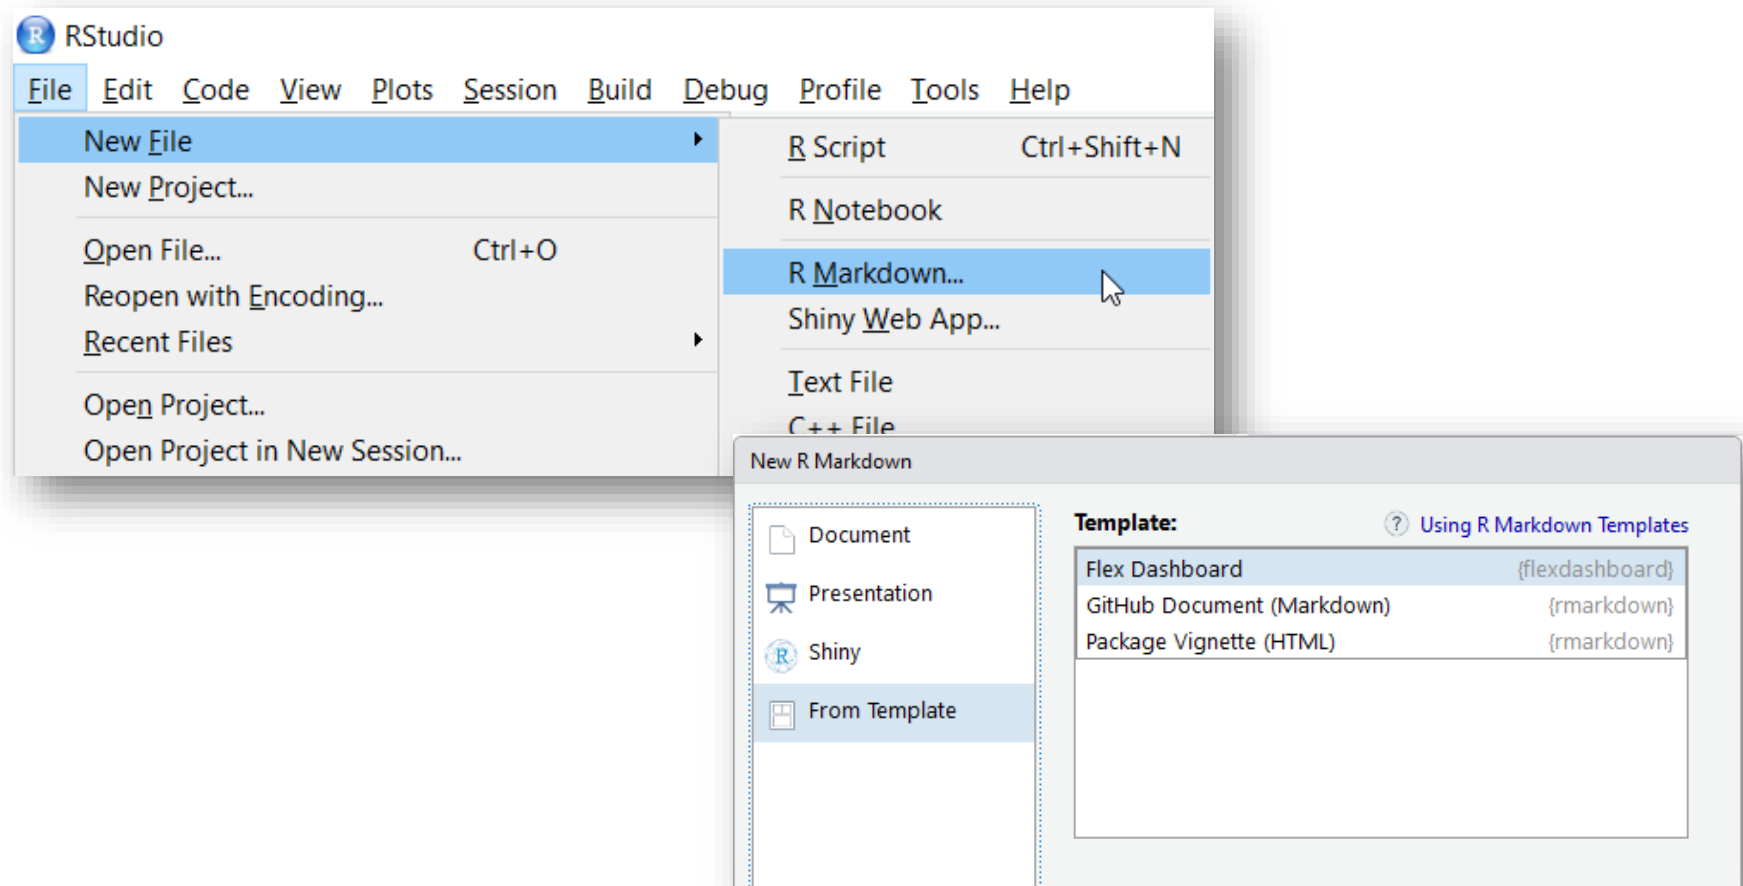 RStudio
File Edit Code View Plots Session Build Debug Profile Tools Help
New File
New Project...
Open File... Ctrl+O
Reopen with Encoding...
Recent Files
Open Project...
Open Project in New Session...
R Script Ctrl+Shift+N
R Notebook
R Markdown...
Shiny Web App...
Text File
C++ File
New R Markdown
Document
Presentation
R Shiny
From Template
Template: ? Using R Markdown Templates
Flex Dashboard {flexdashboard}
GitHub Document (Markdown) {rmarkdown}
Package Vignette (HTML) {rmarkdown}